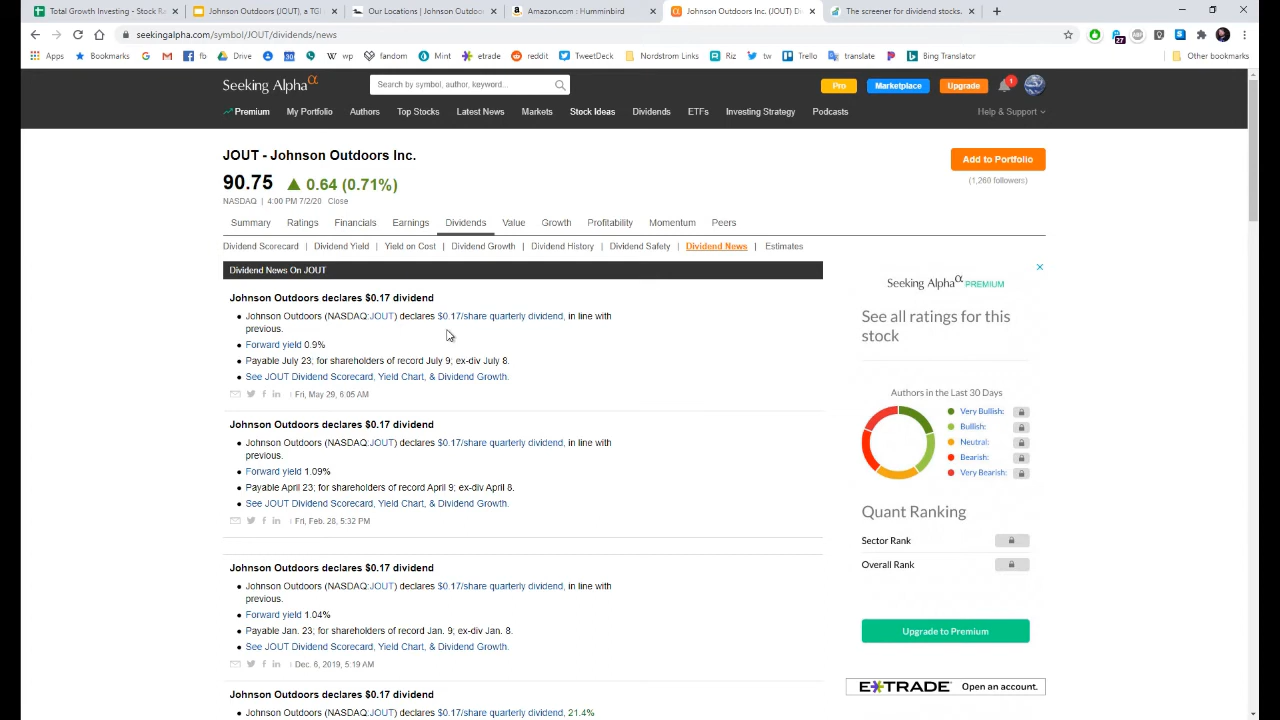 Total Growth Investing - Stock R
Johnson Outdoors (JOUT), a TGI
Our Locations | Johnson Outdoor
Amazon.com : Humminbird
Johnson Outdoors Inc. (JOUT) Di
The screener for dividend stocks.
seekingalpha.com/symbol/JOUT/dividends/news
27
Apps Bookmarks fb Drive wp fandom Mint etrade reddit TweetDeck Nordstrom Links Riz tw Trello translate Bing Translator Other bookmarks
Seeking Alpha α
Search by symbol, author, keyword...
Pro Marketplace Upgrade 1
Premium My Portfolio Authors Top Stocks Latest News Markets Stock Ideas Dividends ETFs Investing Strategy Podcasts Help & Support
JOUT - Johnson Outdoors Inc.
90.75 ▲ 0.64 (0.71%)
NASDAQ | 4:00 PM 7/2/20 Close
Add to Portfolio
(1,260 followers)
Summary Ratings Financials Earnings Dividends Value Growth Profitability Momentum Peers
Dividend Scorecard | Dividend Yield | Yield on Cost | Dividend Growth | Dividend History | Dividend Safety | Dividend News | Estimates
Dividend News On JOUT
Johnson Outdoors declares $0.17 dividend
• Johnson Outdoors (NASDAQ:JOUT) declares $0.17/share quarterly dividend, in line with
previous.
• Forward yield 0.9%
• Payable July 23; for shareholders of record July 9; ex-div July 8.
• See JOUT Dividend Scorecard, Yield Chart, & Dividend Growth.
| Fri, May 29, 6:05 AM
Johnson Outdoors declares $0.17 dividend
• Johnson Outdoors (NASDAQ:JOUT) declares $0.17/share quarterly dividend, in line with
previous.
• Forward yield 1.09%
• Payable April 23; for shareholders of record April 9; ex-div April 8.
• See JOUT Dividend Scorecard, Yield Chart, & Dividend Growth.
| Fri, Feb. 28, 5:32 PM
Johnson Outdoors declares $0.17 dividend
• Johnson Outdoors (NASDAQ:JOUT) declares $0.17/share quarterly dividend, in line with
previous.
• Forward yield 1.04%
• Payable Jan. 23; for shareholders of record Jan. 9; ex-div Jan. 8.
• See JOUT Dividend Scorecard, Yield Chart, & Dividend Growth.
| Dec. 6, 2019, 5:19 AM
Johnson Outdoors declares $0.17 dividend
• Johnson Outdoors (NASDAQ:JOUT) declares $0.17/share quarterly dividend, 21.4%
Seeking Alpha α PREMIUM
See all ratings for this
stock
Authors in the Last 30 Days
Very Bullish:
Bullish:
Neutral:
Bearish:
Very Bearish:
Quant Ranking
Sector Rank
Overall Rank
Upgrade to Premium
E*TRADE Open an account.